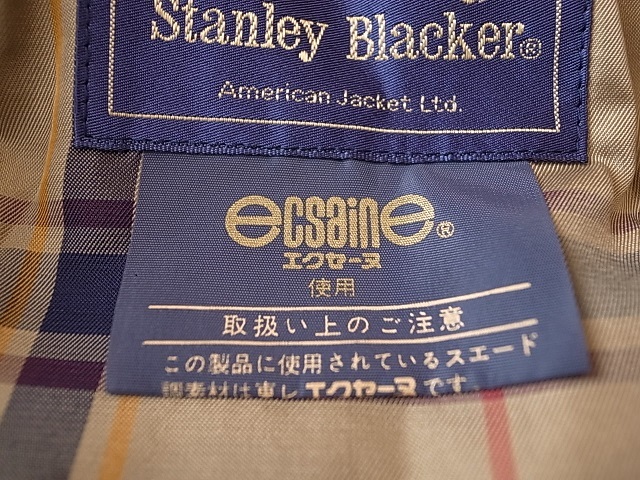 Stanley Blacker®
American Jacket Ltd.
ecsaine®
エクセーヌ
使用
取扱い上のご注意
この製品に使用されているスエード
調素材は東レエクセーヌです。